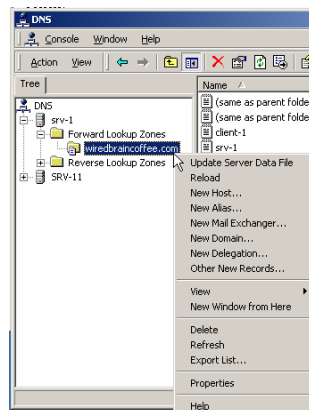 DNS
Console Window Help
Action View
Tree
Name
DNS
srv-1
Forward Lookup Zones
wiredbraincoffee.com
Reverse Lookup Zones
SRV-11
(same as parent folde
(same as parent folde
client-1
srv-1
Update Server Data File
Reload
New Host...
New Alias...
New Mail Exchanger...
New Domain...
New Delegation...
Other New Records...
View
New Window from Here
Delete
Refresh
Export List...
Properties
Help